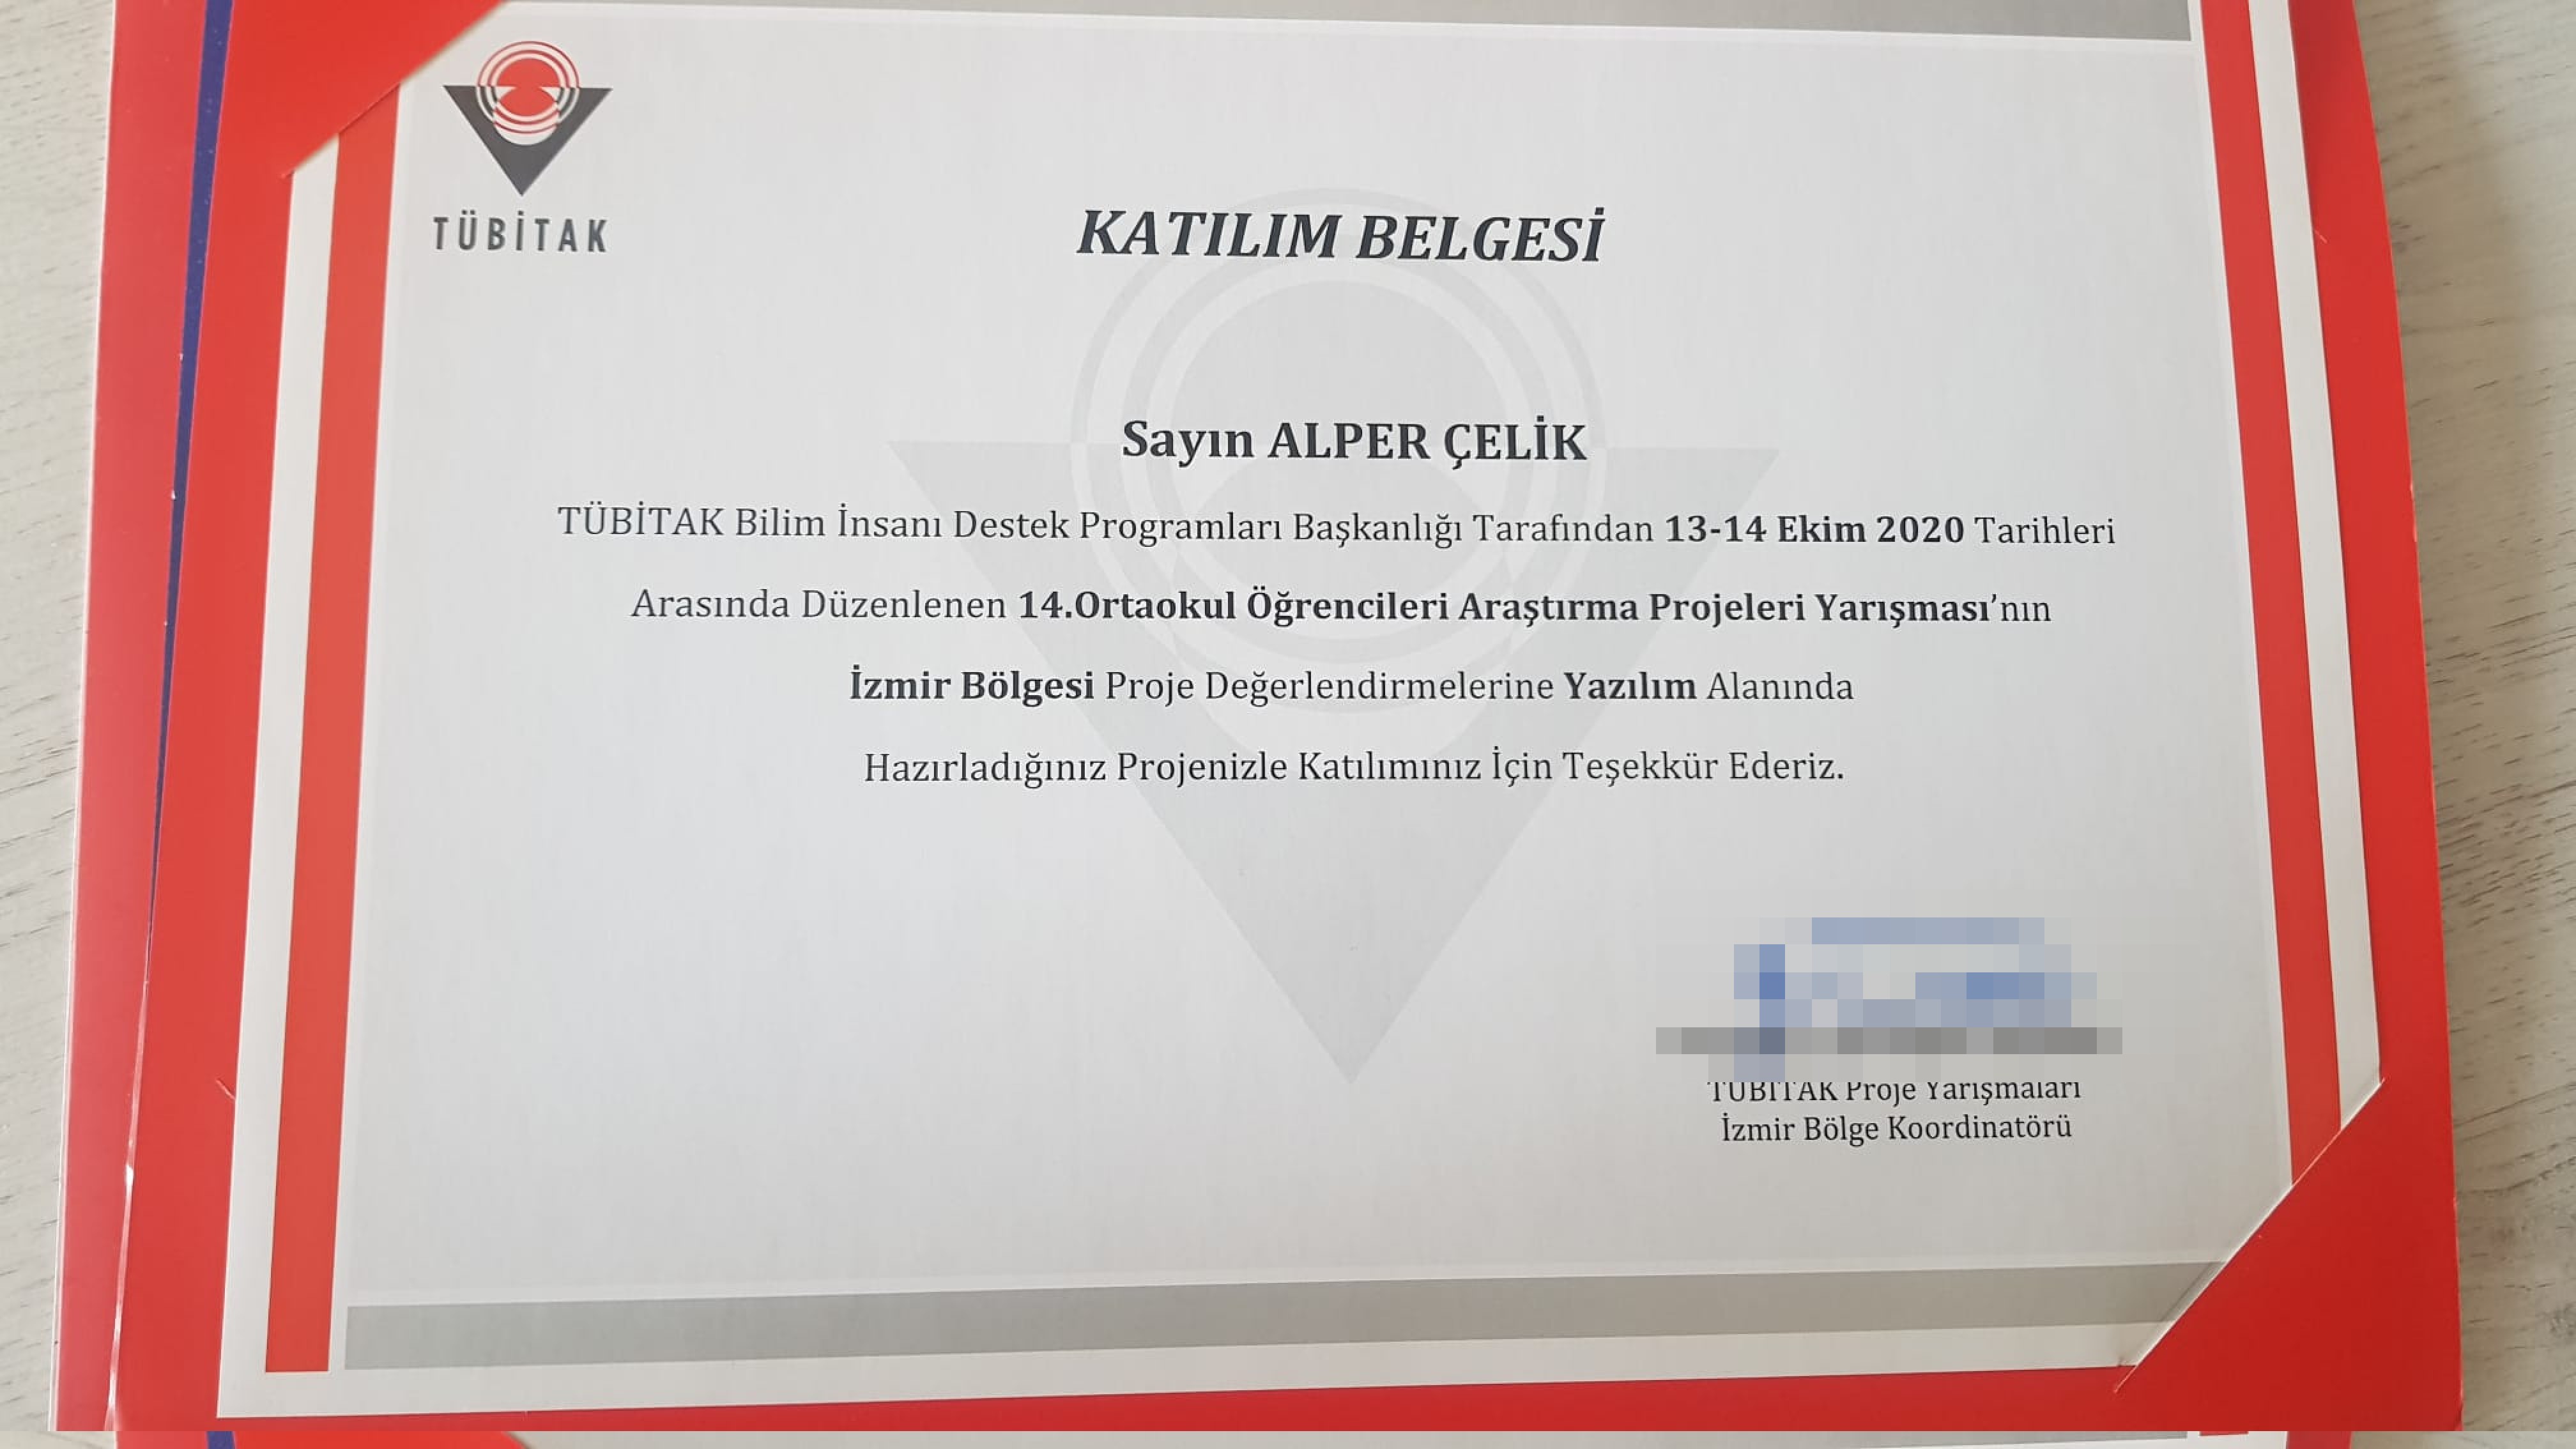 TÜBİTAK
KATILIM BELGESİ
Sayın ALPER ÇELİK
TÜBİTAK Bilim İnsanı Destek Programları Başkanlığı Tarafından 13-14 Ekim 2020 Tarihleri
Arasında Düzenlenen 14.Ortaokul Öğrencileri Araştırma Projeleri Yarışması’nın
İzmir Bölgesi Proje Değerlendirmelerine Yazılım Alanında
Hazırladığınız Projenizle Katılımınız İçin Teşekkür Ederiz.
TÜBİTAK Proje Yarışmaları
İzmir Bölge Koordinatörü